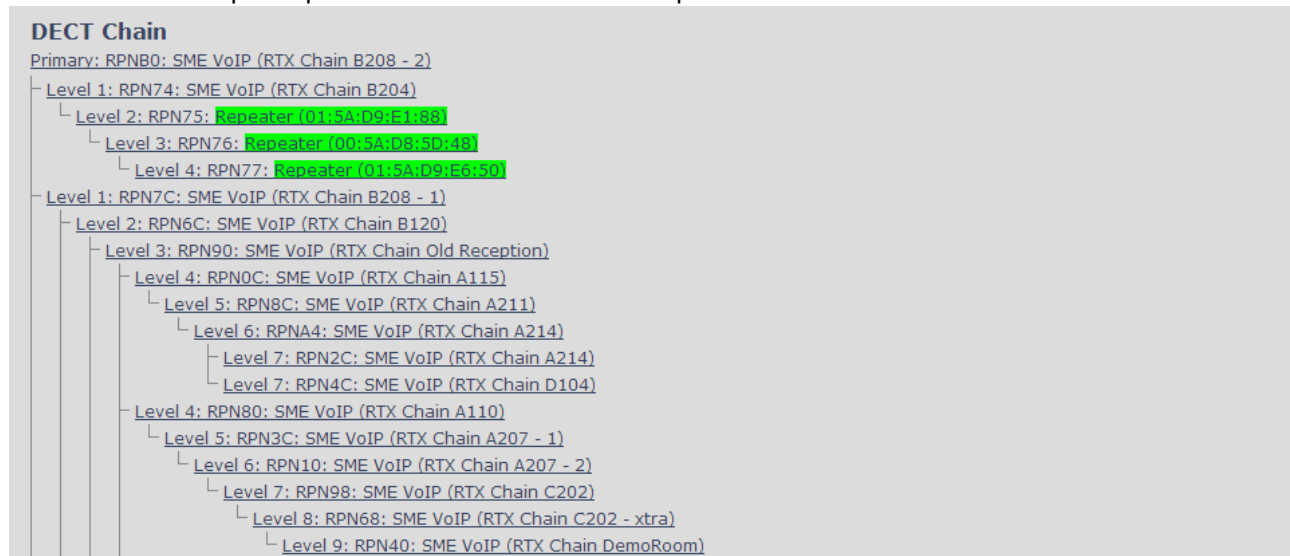 DECT Chain
Primary: RPNB0: SME VoIP (RTX Chain B208 - 2)
Level 1: RPN74: SME VoIP (RTX Chain B204)
Level 2: RPN75: Repeater (01:5A:D9:E1:88)
Level 3: RPN76: Repeater (00:5A:D8:5D:48)
Level 4: RPN77: Repeater (01:5A:D9:E6:50)
Level 1: RPN7C: SME VoIP (RTX Chain B208 - 1)
Level 2: RPN6C: SME VoIP (RTX Chain B120)
Level 3: RPN90: SME VoIP (RTX Chain Old Reception)
Level 4: RPN0C: SME VoIP (RTX Chain A115)
Level 5: RPN8C: SME VoIP (RTX Chain A211)
Level 6: RPNA4: SME VoIP (RTX Chain A214)
Level 7: RPN2C: SME VoIP (RTX Chain A214)
Level 7: RPN4C: SME VoIP (RTX Chain D104)
Level 4: RPN80: SME VoIP (RTX Chain A110)
Level 5: RPN3C: SME VoIP (RTX Chain A207 - 1)
Level 6: RPN10: SME VoIP (RTX Chain A207 - 2)
Level 7: RPN98: SME VoIP (RTX Chain C202)
Level 8: RPN68: SME VoIP (RTX Chain C202 - xtra)
Level 9: RPN40: SME VoIP (RTX Chain DemoRoom)